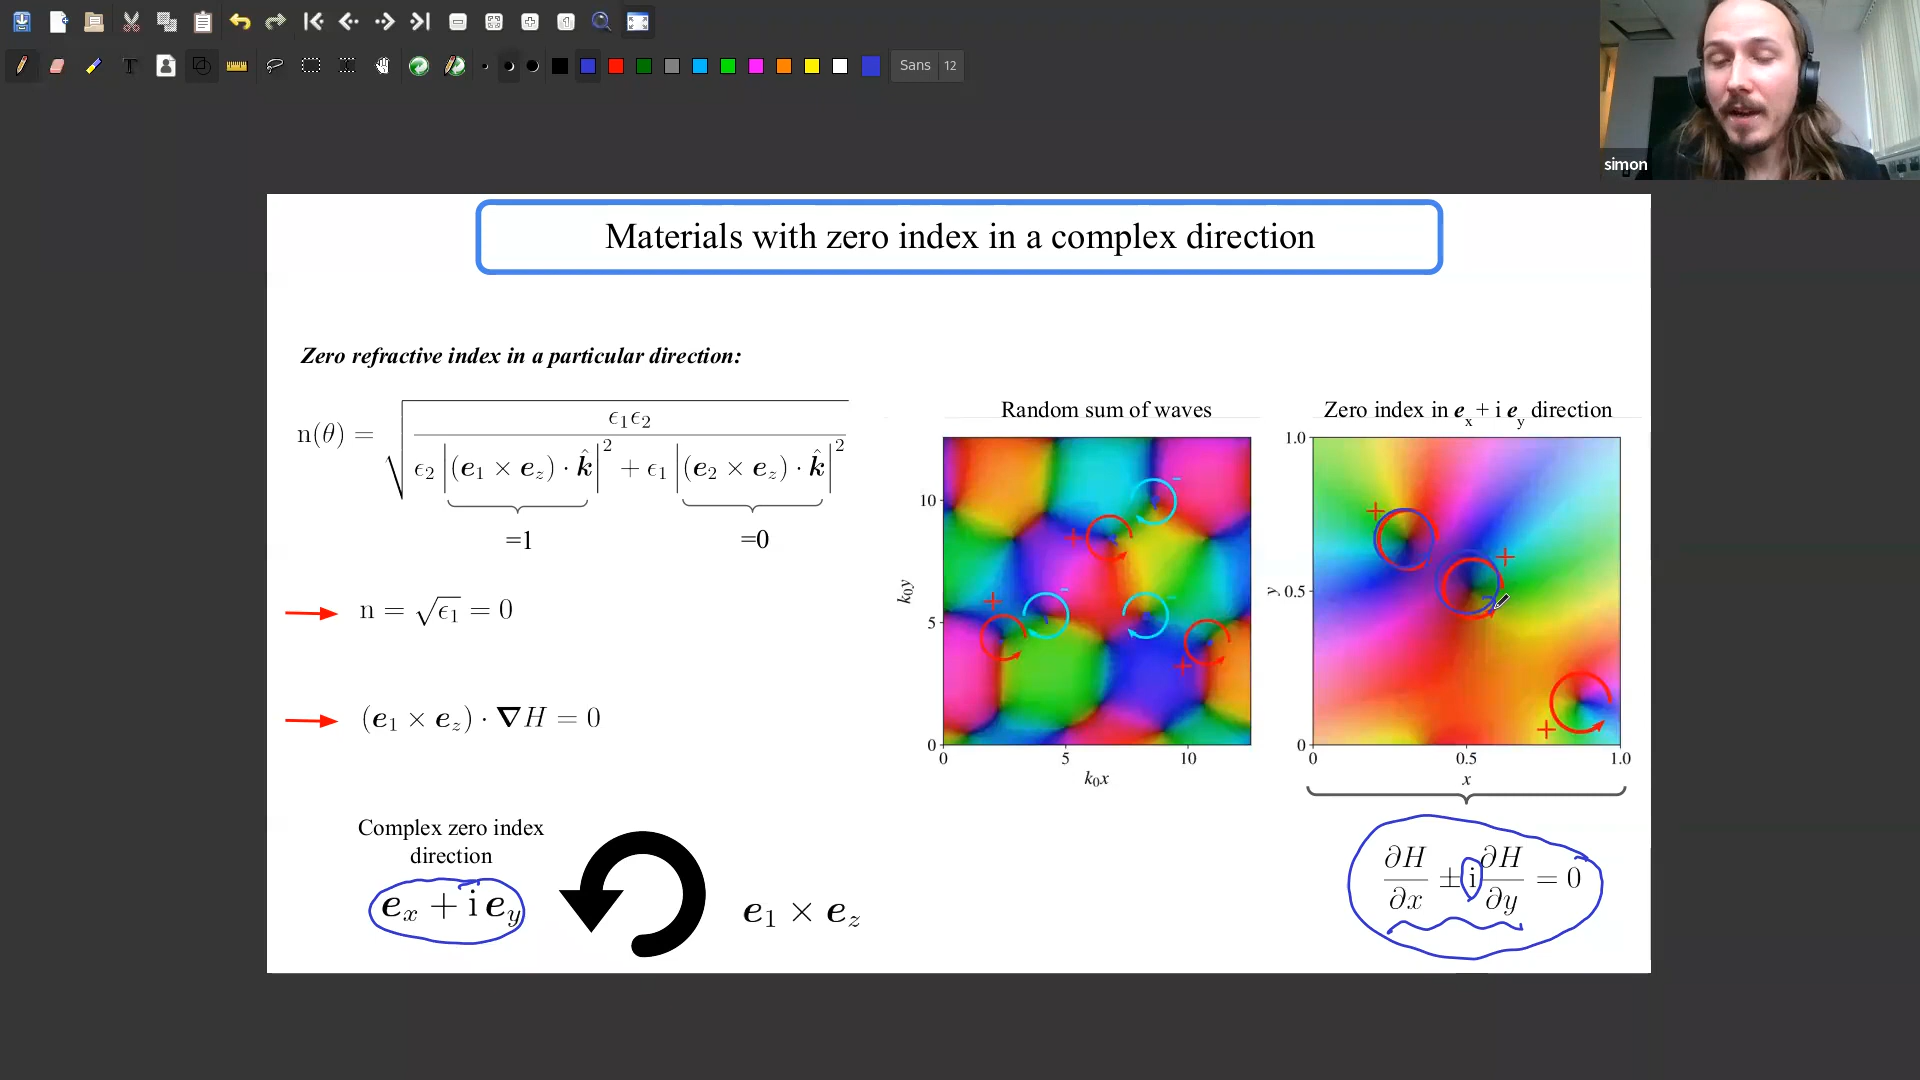 Sans 12
simon
Materials with zero index in a complex direction
Zero refractive index in a particular direction:
n(θ) = √( ϵ₁ϵ₂ / ( ϵ₂ |(e₁ × e_z) · k̂|² + ϵ₁ |(e₂ × e_z) · k̂|² ) )
=1 =0
n = √ϵ₁ = 0
(e₁ × e_z) · ∇H = 0
Complex zero index
direction
e_x + i e_y
e₁ × e_z
Random sum of waves
10
5
0
0 5 10
k₀y
k₀x
+ - + - - +
Zero index in e_x + i e_y direction
1.0
0.5
0
0 0.5 1.0
y
x
+ + +
∂H/∂x ± i ∂H/∂y = 0